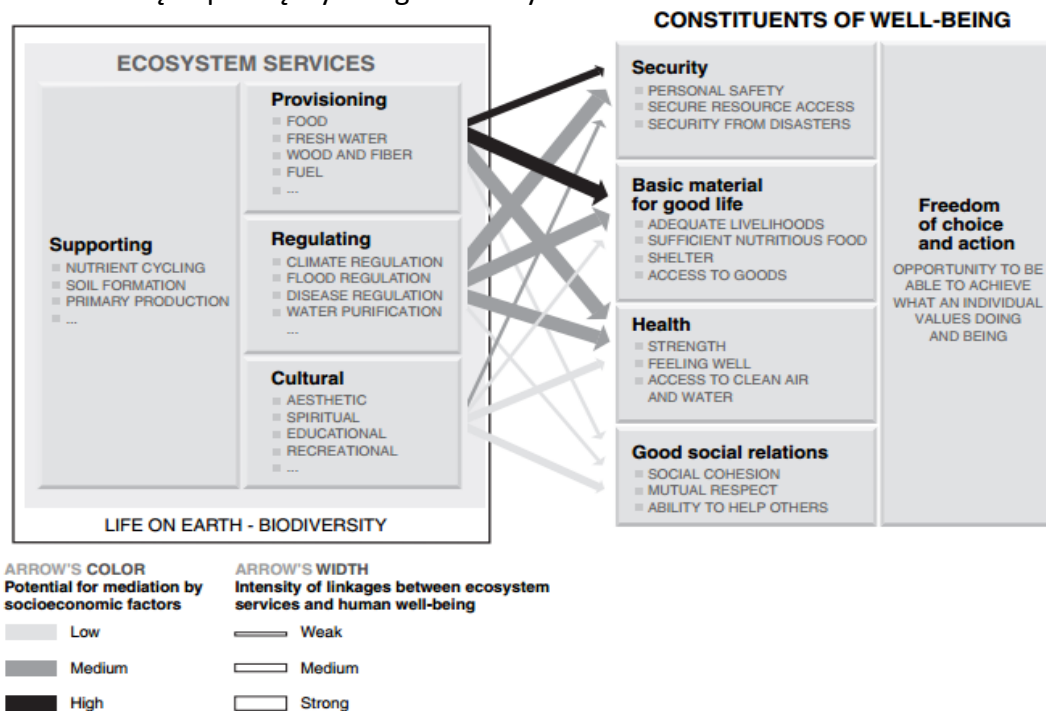 CONSTITUENTS OF WELL-BEING
ECOSYSTEM SERVICES
Provisioning
FOOD
FRESH WATER
WOOD AND FIBER
FUEL
...
Supporting
NUTRIENT CYCLING
SOIL FORMATION
PRIMARY PRODUCTION
...
Regulating
CLIMATE REGULATION
FLOOD REGULATION
DISEASE REGULATION
WATER PURIFICATION
...
Cultural
AESTHETIC
SPIRITUAL
EDUCATIONAL
RECREATIONAL
...
LIFE ON EARTH - BIODIVERSITY
Security
PERSONAL SAFETY
SECURE RESOURCE ACCESS
SECURITY FROM DISASTERS
Basic material
for good life
ADEQUATE LIVELIHOODS
SUFFICIENT NUTRITIOUS FOOD
SHELTER
ACCESS TO GOODS
Health
STRENGTH
FEELING WELL
ACCESS TO CLEAN AIR
AND WATER
Good social relations
SOCIAL COHESION
MUTUAL RESPECT
ABILITY TO HELP OTHERS
Freedom
of choice
and action
OPPORTUNITY TO BE
ABLE TO ACHIEVE
WHAT AN INDIVIDUAL
VALUES DOING
AND BEING
ARROW'S COLOR
Potential for mediation by
socioeconomic factors
Low
Medium
High
ARROW'S WIDTH
Intensity of linkages between ecosystem
services and human well-being
Weak
Medium
Strong